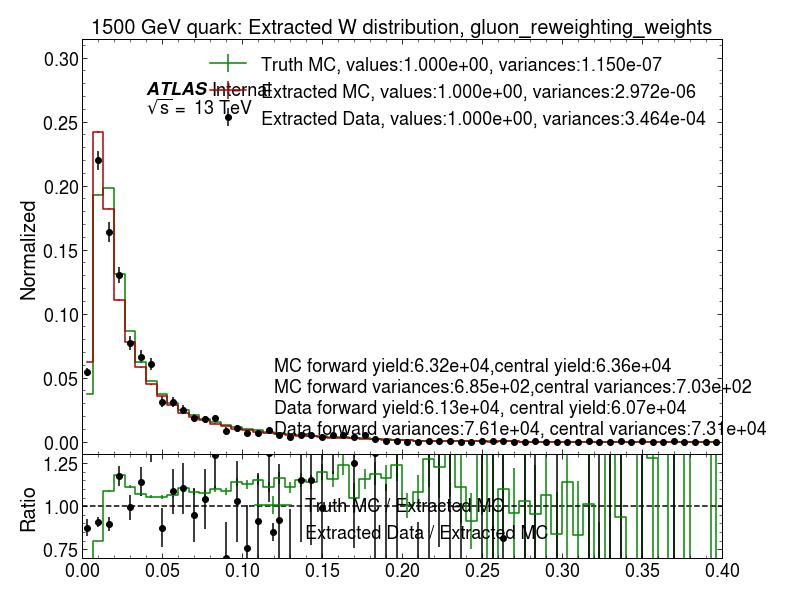 1500 GeV quark: Extracted W distribution, gluon_reweighting_weights
Truth MC, values:1.000e+00, variances:1.150e-07
ATLAS Internal
Extracted MC, values:1.000e+00, variances:2.972e-06
√s = 13 TeV
Extracted Data, values:1.000e+00, variances:3.464e-04
Normalized
0.30
0.25
0.20
0.15
0.10
0.05
0.00
MC forward yield:6.32e+04,central yield:6.36e+04
MC forward variances:6.85e+02,central variances:7.03e+02
Data forward yield:6.13e+04, central yield:6.07e+04
Data forward variances:7.61e+04, central variances:7.31e+04
Ratio
1.25
1.00
0.75
Truth MC / Extracted MC
Extracted Data / Extracted MC
0.00 0.05 0.10 0.15 0.20 0.25 0.30 0.35 0.40